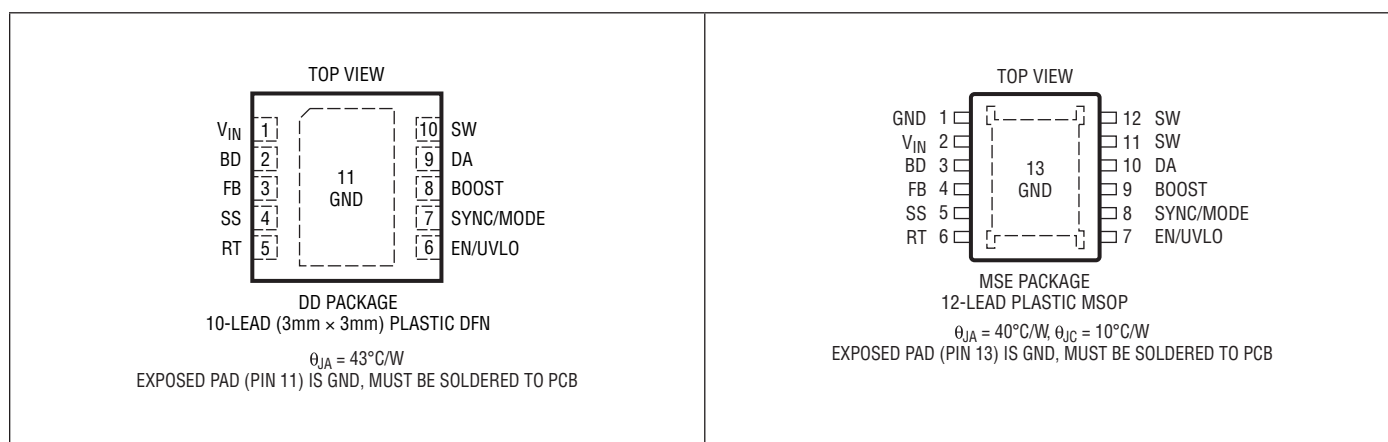 TOP VIEW
VIN 1
BD 2
FB 3
SS 4
RT 5
10 SW
9 DA
8 BOOST
7 SYNC/MODE
6 EN/UVLO
11
GND
DD PACKAGE
10-LEAD (3mm × 3mm) PLASTIC DFN
θJA = 43°C/W
EXPOSED PAD (PIN 11) IS GND, MUST BE SOLDERED TO PCB
TOP VIEW
GND 1
VIN 2
BD 3
FB 4
SS 5
RT 6
12 SW
11 SW
10 DA
9 BOOST
8 SYNC/MODE
7 EN/UVLO
13
GND
MSE PACKAGE
12-LEAD PLASTIC MSOP
θJA = 40°C/W, θJC = 10°C/W
EXPOSED PAD (PIN 13) IS GND, MUST BE SOLDERED TO PCB